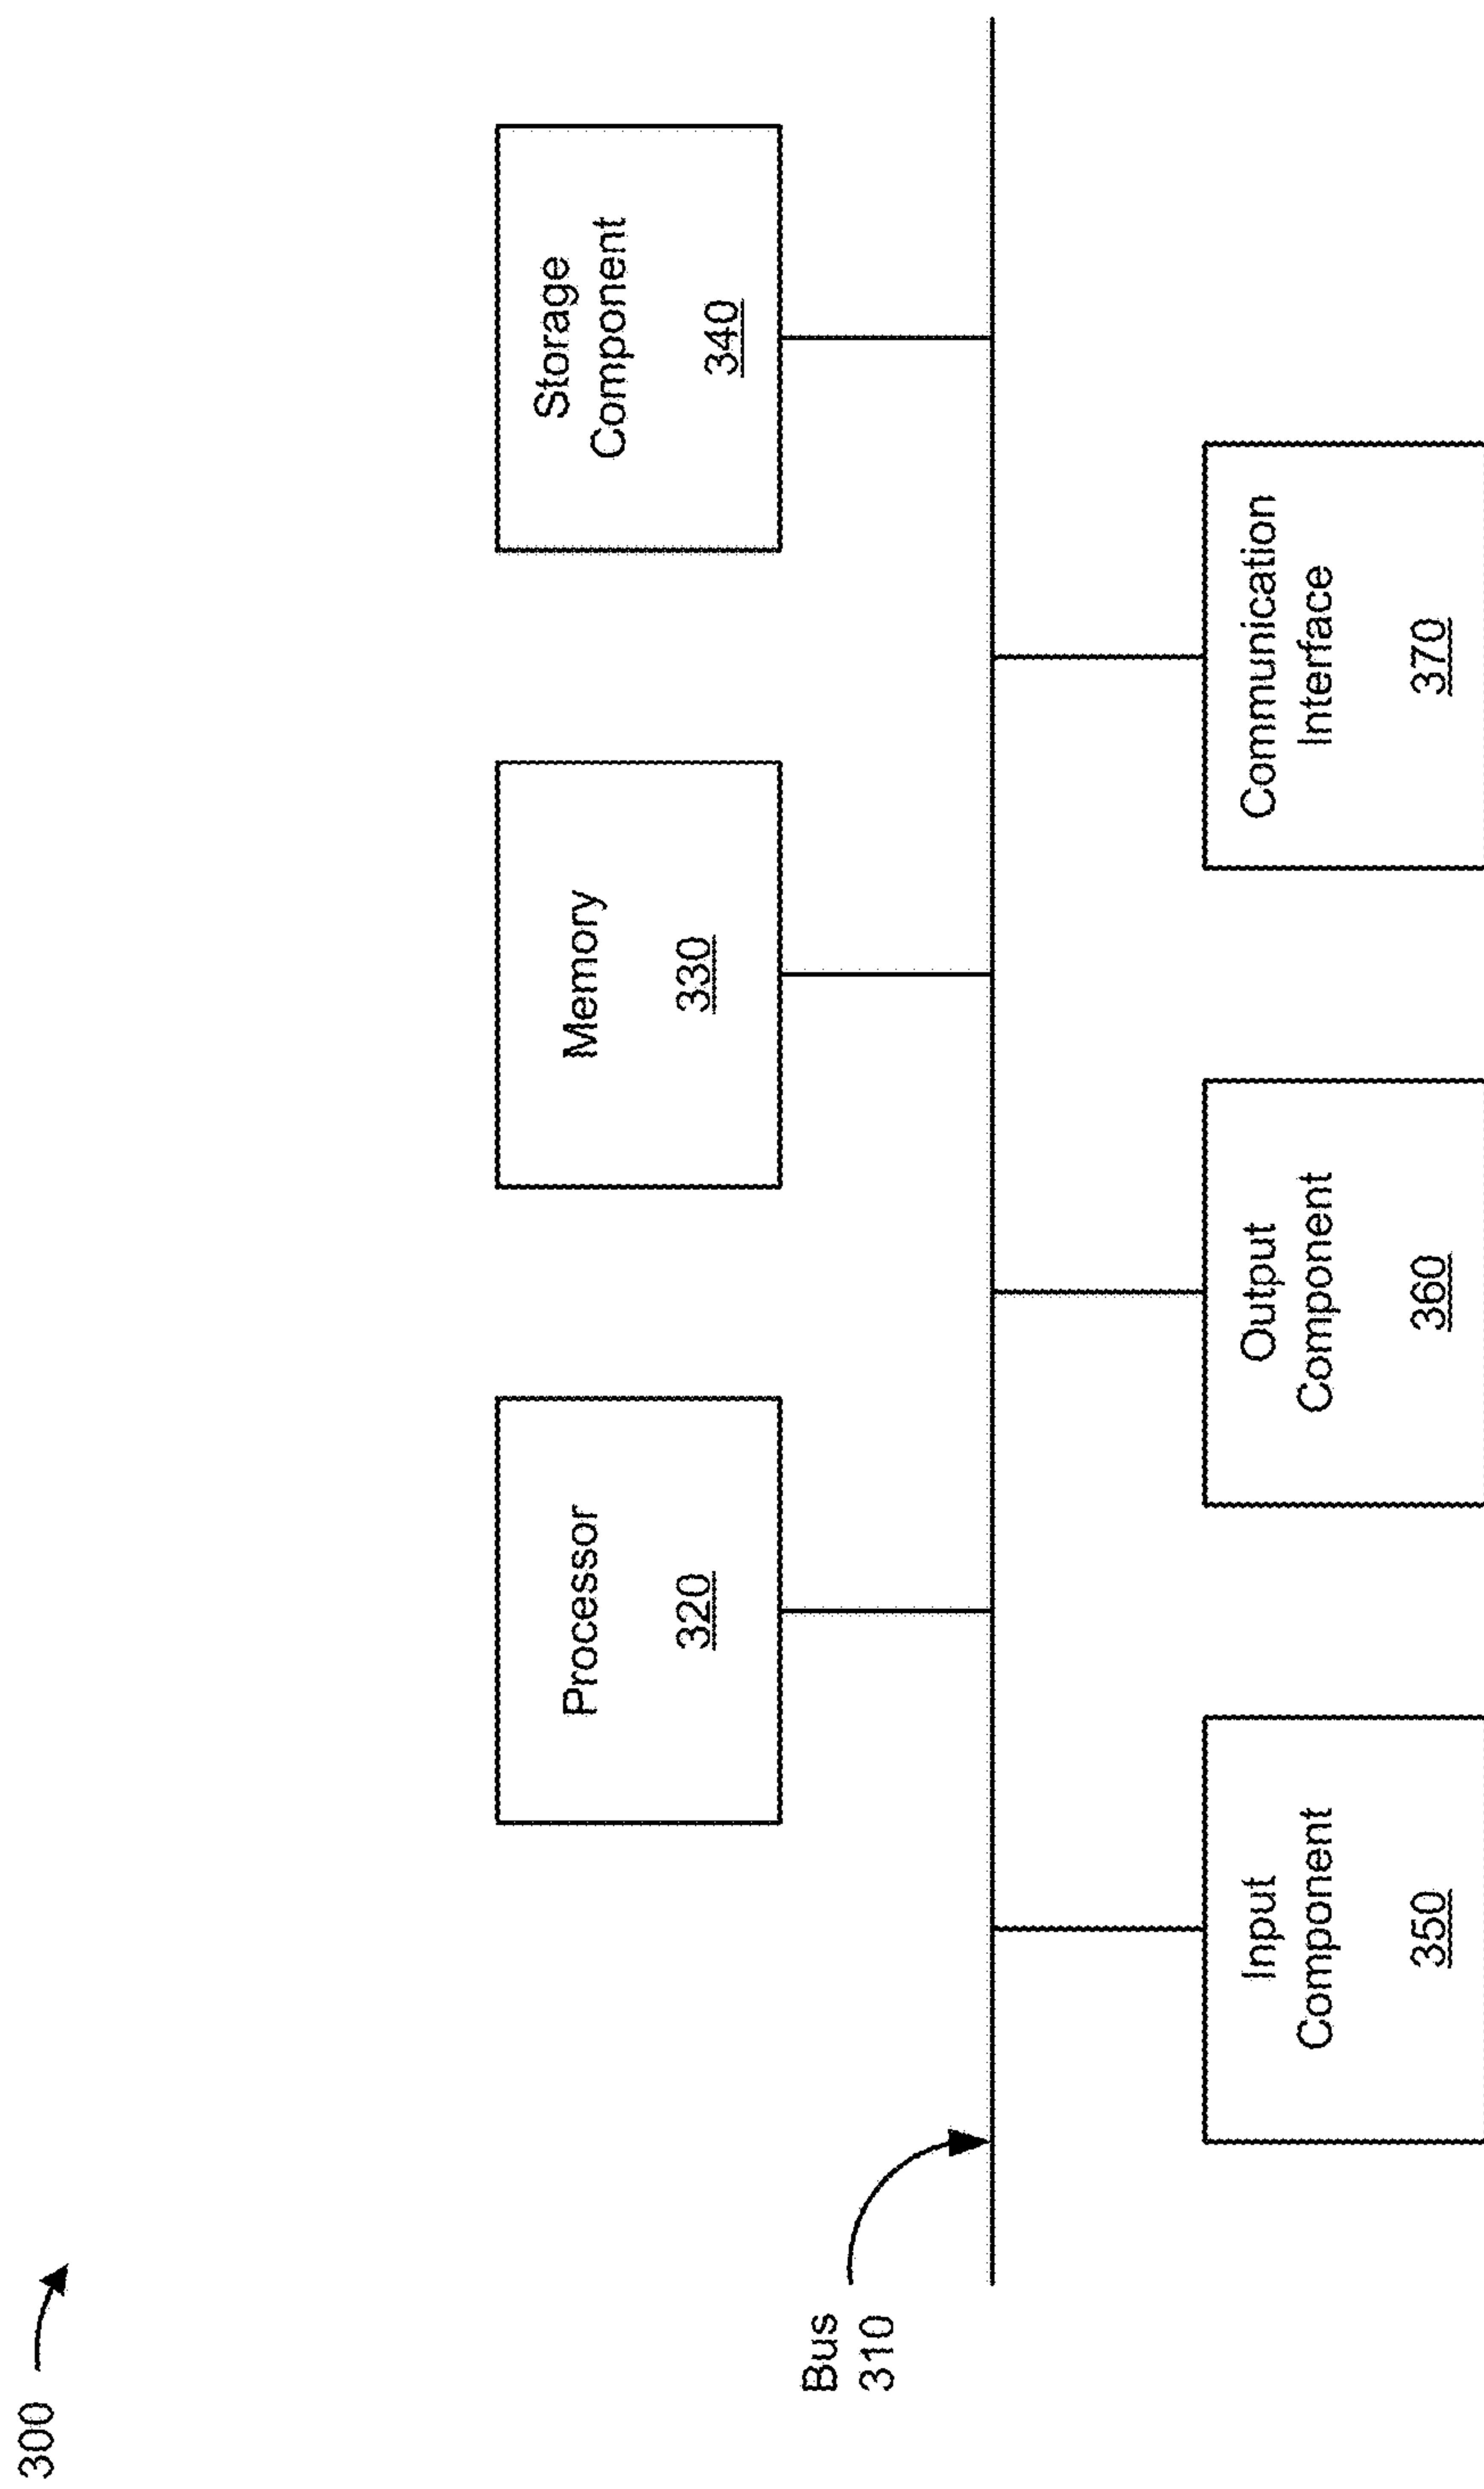 300
Processor
320
Memory
330
Storage
Component
340
Bus
310
Input
Component
350
Output
Component
360
Communication
Interface
370